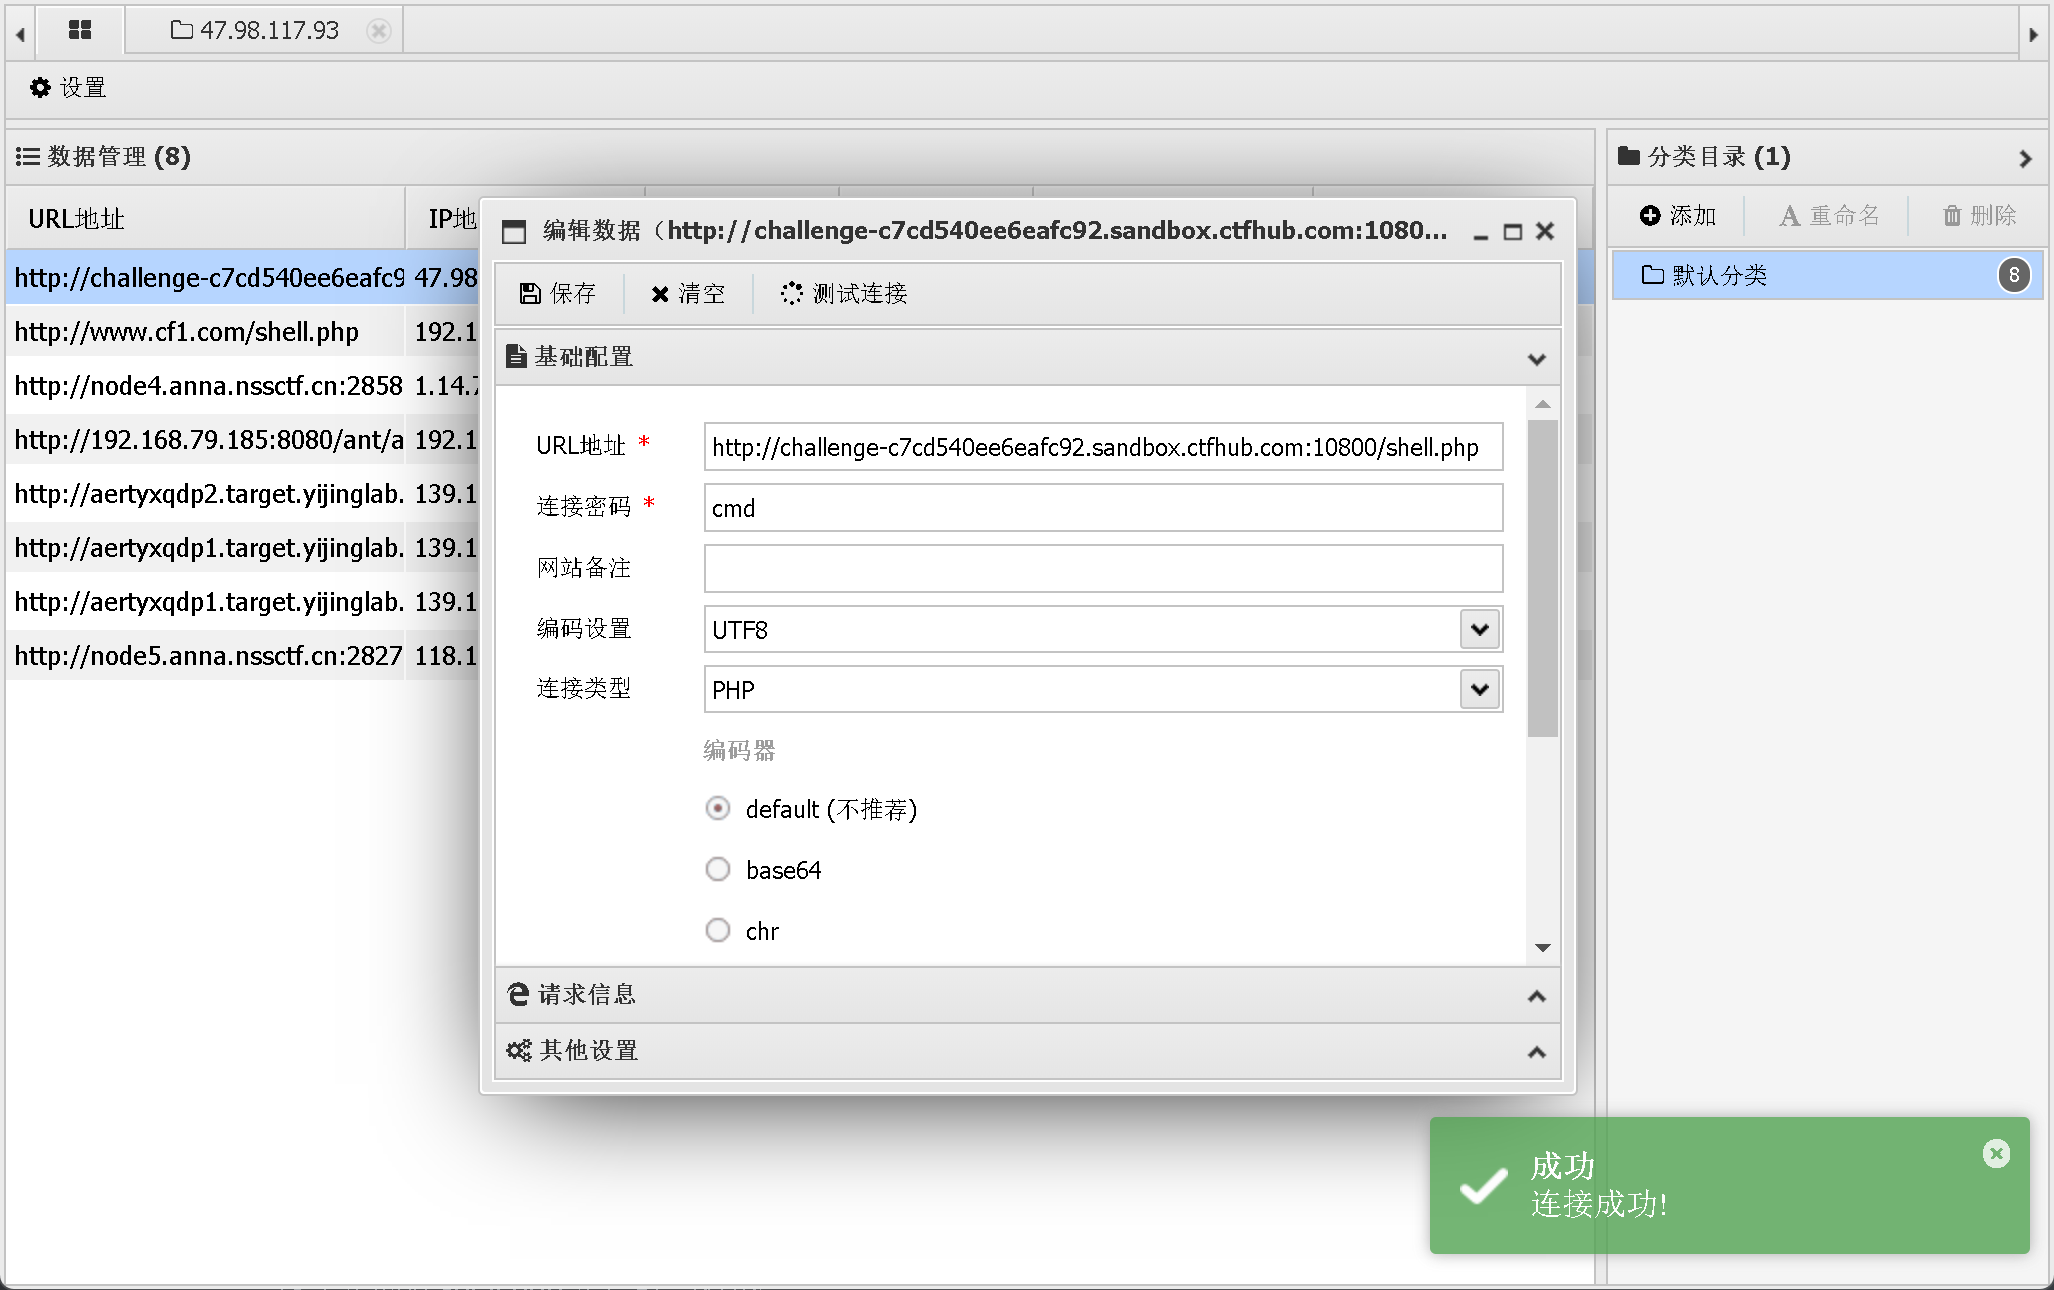 47.98.117.93
设置
数据管理 (8)
URL地址 IP地
http://challenge-c7cd540ee6eafc9 47.98
http://www.cf1.com/shell.php 192.1
http://node4.anna.nssctf.cn:2858 1.14.7
http://192.168.79.185:8080/ant/a 192.1
http://aertyxqdp2.target.yijinglab. 139.1
http://aertyxqdp1.target.yijinglab. 139.1
http://aertyxqdp1.target.yijinglab. 139.1
http://node5.anna.nssctf.cn:2827 118.1
编辑数据（http://challenge-c7cd540ee6eafc92.sandbox.ctfhub.com:1080...
保存 清空 测试连接
基础配置
URL地址 * http://challenge-c7cd540ee6eafc92.sandbox.ctfhub.com:10800/shell.php
连接密码 * cmd
网站备注
编码设置 UTF8
连接类型 PHP
编码器
default (不推荐)
base64
chr
请求信息
其他设置
分类目录 (1)
添加 重命名 删除
默认分类 8
成功
连接成功!